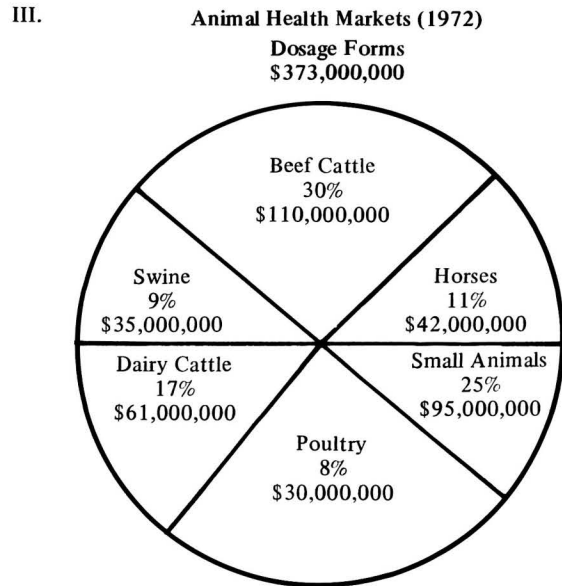 III.
Animal Health Markets (1972)
Dosage Forms
$373,000,000
Beef Cattle
30%
$110,000,000
Swine
9%
$35,000,000
Horses
11%
$42,000,000
Dairy Cattle
17%
$61,000,000
Small Animals
25%
$95,000,000
Poultry
8%
$30,000,000